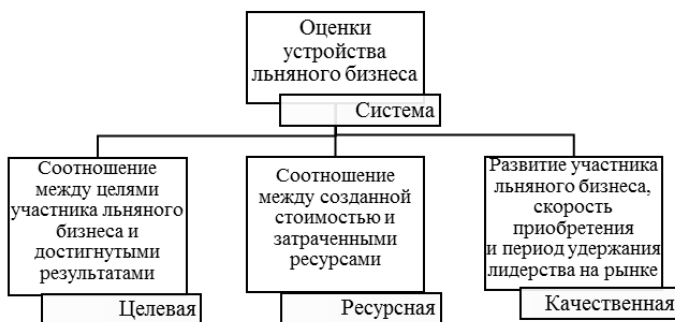 Оценки
устройства
льняного бизнеса
Система
Соотношение
между целями
участника льняного
бизнеса и
достигнутыми
результатами
Целевая
Соотношение
между созданной
стоимостью и
затраченными
ресурсами
Ресурсная
Развитие участника
льняного бизнеса,
скорость
приобретения
и период удержания
лидерства на рынке
Качественная